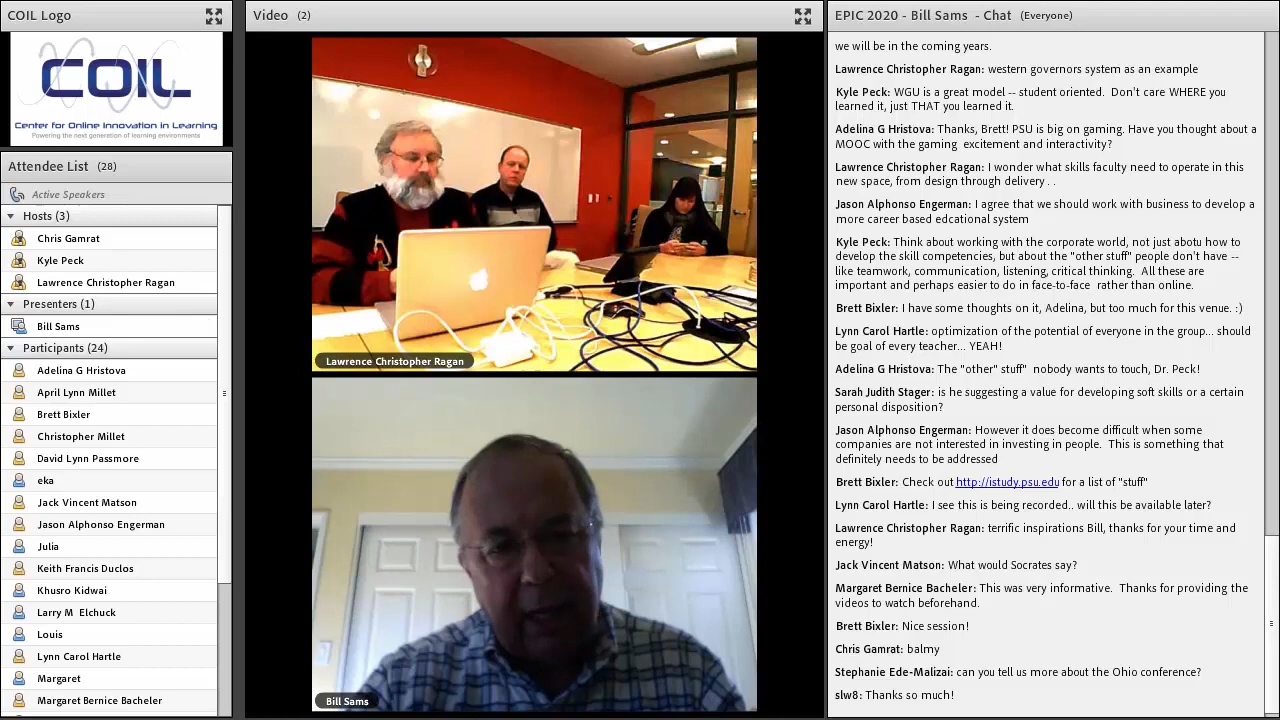 COIL Logo
COIL
Center for Online Innovation in Learning
Powering the next generation of learning environments
Attendee List (28)
Active Speakers
Hosts (3)
Chris Gamrat
Kyle Peck
Lawrence Christopher Ragan
Presenters (1)
Bill Sams
Participants (24)
Adelina G Hristova
April Lynn Millet
Brett Bixler
Christopher Millet
David Lynn Passmore
eka
Jack Vincent Matson
Jason Alphonso Engerman
Julia
Keith Francis Duclos
Khusro Kidwai
Larry M Elchuck
Louis
Lynn Carol Hartle
Margaret
Margaret Bernice Bacheler
Video (2)
Lawrence Christopher Ragan
Bill Sams
EPIC 2020 - Bill Sams - Chat (Everyone)
we will be in the coming years.
Lawrence Christopher Ragan: western governors system as an example
Kyle Peck: WGU is a great model -- student oriented. Don't care WHERE you
learned it, just THAT you learned it.
Adelina G Hristova: Thanks, Brett! PSU is big on gaming. Have you thought about a
MOOC with the gaming excitement and interactivity?
Lawrence Christopher Ragan: I wonder what skills faculty need to operate in this
new space, from design through delivery . .
Jason Alphonso Engerman: I agree that we should work with business to develop a
more career based edcational system
Kyle Peck: Think about working with the corporate world, not just abotu how to
develop the skill competencies, but about the "other stuff" people don't have --
like teamwork, communication, listening, critical thinking. All these are
important and perhaps easier to do in face-to-face rather than online.
Brett Bixler: I have some thoughts on it, Adelina, but too much for this venue. :)
Lynn Carol Hartle: optimization of the potential of everyone in the group... should
be goal of every teacher... YEAH!
Adelina G Hristova: The "other" stuff" nobody wants to touch, Dr. Peck!
Sarah Judith Stager: is he suggesting a value for developing soft skills or a certain
personal disposition?
Jason Alphonso Engerman: However it does become difficult when some
companies are not interested in investing in people. This is something that
definitely needs to be addressed
Brett Bixler: Check out http://istudy.psu.edu for a list of "stuff"
Lynn Carol Hartle: I see this is being recorded.. will this be available later?
Lawrence Christopher Ragan: terrific inspirations Bill, thanks for your time and
energy!
Jack Vincent Matson: What would Socrates say?
Margaret Bernice Bacheler: This was very informative. Thanks for providing the
videos to watch beforehand.
Brett Bixler: Nice session!
Chris Gamrat: balmy
Stephanie Ede-Malizai: can you tell us more about the Ohio conference?
slw8: Thanks so much!